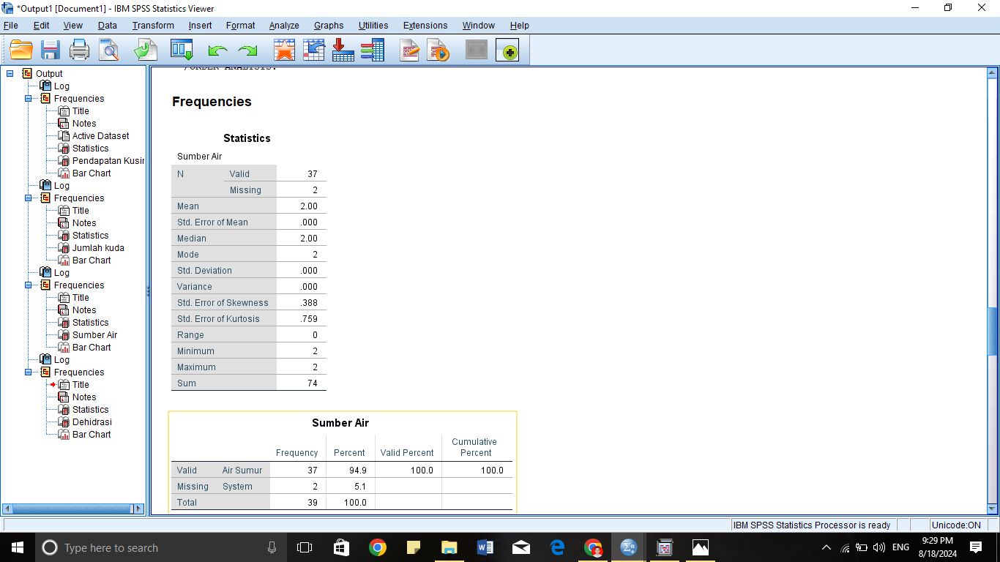 *Output1 [Document1] - IBM SPSS Statistics Viewer
File Edit View Data Transform Insert Format Analyze Graphs Utilities Extensions Window Help
Output
Log
Frequencies
Title
Notes
Active Dataset
Statistics
Pendapatan Kusir
Bar Chart
Log
Frequencies
Title
Notes
Statistics
Jumlah kuda
Bar Chart
Log
Frequencies
Title
Notes
Statistics
Sumber Air
Bar Chart
Log
Frequencies
Title
Notes
Statistics
Dehidrasi
Bar Chart
/ORDER=ANALYSIS.
Frequencies
Statistics
Sumber Air
N Valid 37
Missing 2
Mean 2.00
Std. Error of Mean .000
Median 2.00
Mode 2
Std. Deviation .000
Variance .000
Std. Error of Skewness .388
Std. Error of Kurtosis .759
Range 0
Minimum 2
Maximum 2
Sum 74
Sumber Air
Frequency Percent Valid Percent Cumulative Percent
Valid Air Sumur 37 94.9 100.0 100.0
Missing System 2 5.1
Total 39 100.0
IBM SPSS Statistics Processor is ready Unicode:ON
Type here to search
ENG
9:29 PM
8/18/2024